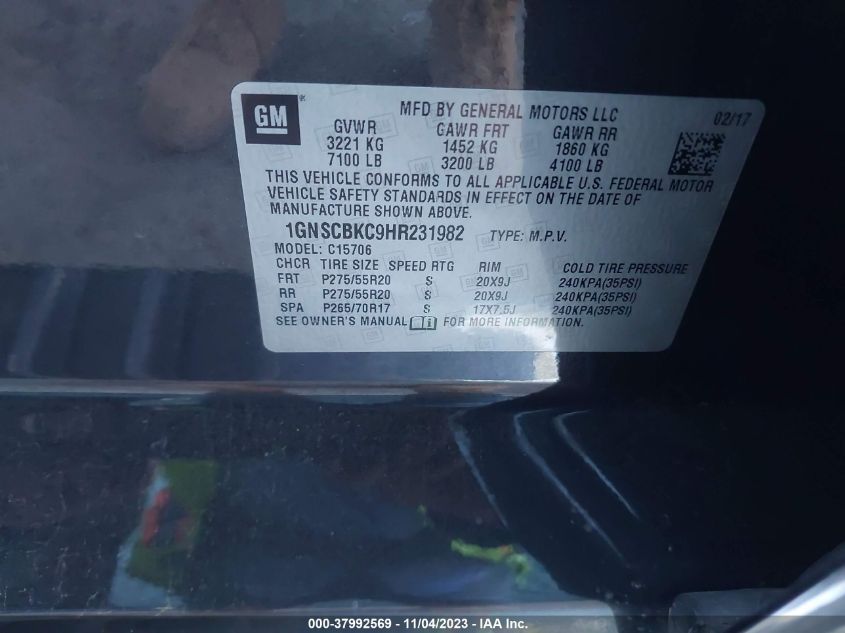 GM
MFD BY GENERAL MOTORS LLC
02/17
GVWR GAWR FRT GAWR RR
3221 KG 1452 KG 1860 KG
7100 LB 3200 LB 4100 LB
THIS VEHICLE CONFORMS TO ALL APPLICABLE U.S. FEDERAL MOTOR
VEHICLE SAFETY STANDARDS IN EFFECT ON THE DATE OF
MANUFACTURE SHOWN ABOVE.
1GNSCBKC9HR231982 TYPE: M.P.V.
MODEL: C15706
CHCR TIRE SIZE SPEED RTG RIM COLD TIRE PRESSURE
FRT P275/55R20 S 20X9J 240KPA(35PSI)
RR P275/55R20 S 20X9J 240KPA(35PSI)
SPA P265/70R17 S 17X7.5J 240KPA(35PSI)
SEE OWNER'S MANUAL FOR MORE INFORMATION.
000-37992569 - 11/04/2023 - IAA Inc.